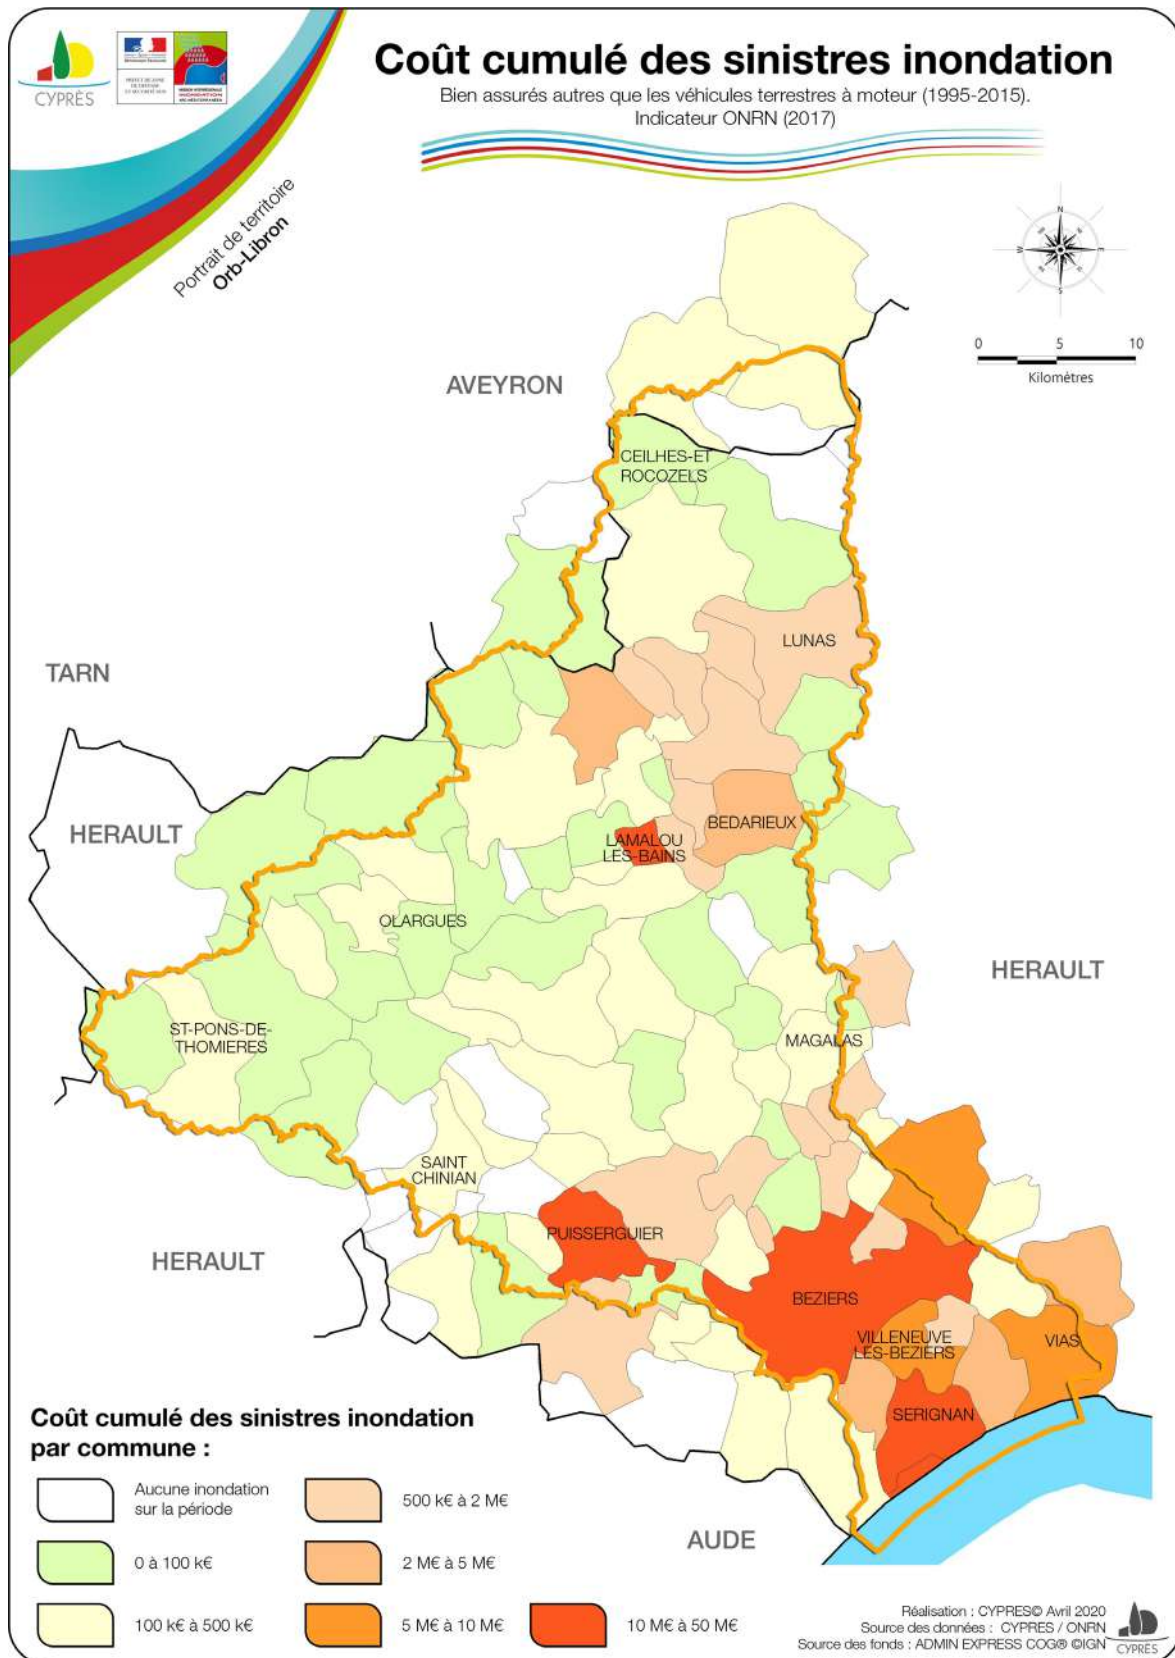 Coût cumulé des sinistres inondation
Bien assurés autres que les véhicules terrestres à moteur (1995-2015).
Indicateur ONRN (2017)
CYPRÈS
Portrait de territoire
Orb-Libron
N
E
S
W
0 5 10
Kilomètres
AVEYRON
CEILHES-ET
ROCOZELS
LUNAS
TARN
HERAULT
BEDARIEUX
LAMALOU
LES-BAINS
OLARGUES
HERAULT
ST-PONS-DE-
THOMIERES
MAGALAS
SAINT
CHINIAN
PUISSERGUIER
HERAULT
BEZIERS
VILLENEUVE
LES-BEZIERS
VIAS
SERIGNAN
AUDE
Coût cumulé des sinistres inondation
par commune :
Aucune inondation
sur la période
500 k€ à 2 M€
0 à 100 k€
2 M€ à 5 M€
100 k€ à 500 k€
5 M€ à 10 M€
10 M€ à 50 M€
Réalisation : CYPRES© Avril 2020
Source des données : CYPRES / ONRN
Source des fonds : ADMIN EXPRESS COG® ©IGN
CYPRÈS